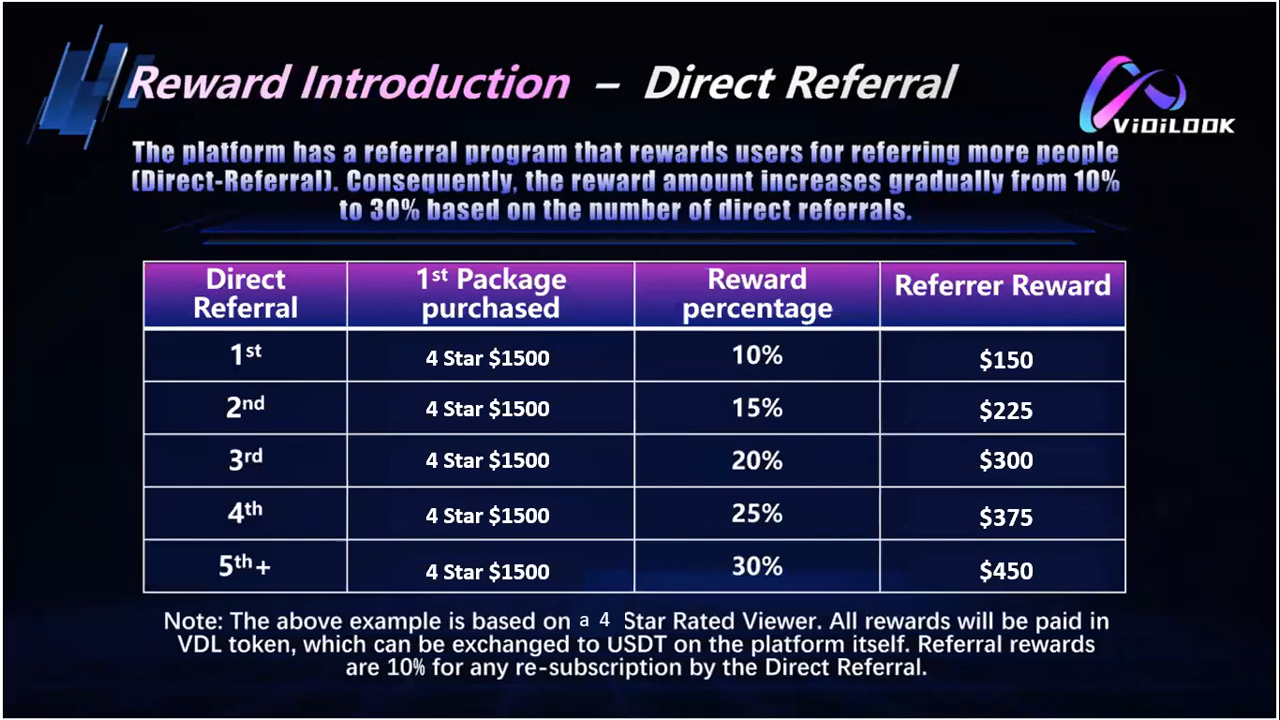 Reward Introduction – Direct Referral
ViDiLOOK
The platform has a referral program that rewards users for referring more people
(Direct-Referral). Consequently, the reward amount increases gradually from 10%
to 30% based on the number of direct referrals.
Direct Referral 1st Package purchased Reward percentage Referrer Reward
1st 4 Star $1500 10% $150
2nd 4 Star $1500 15% $225
3rd 4 Star $1500 20% $300
4th 4 Star $1500 25% $375
5th+ 4 Star $1500 30% $450
Note: The above example is based on a 4 Star Rated Viewer. All rewards will be paid in
VDL token, which can be exchanged to USDT on the platform itself. Referral rewards
are 10% for any re-subscription by the Direct Referral.